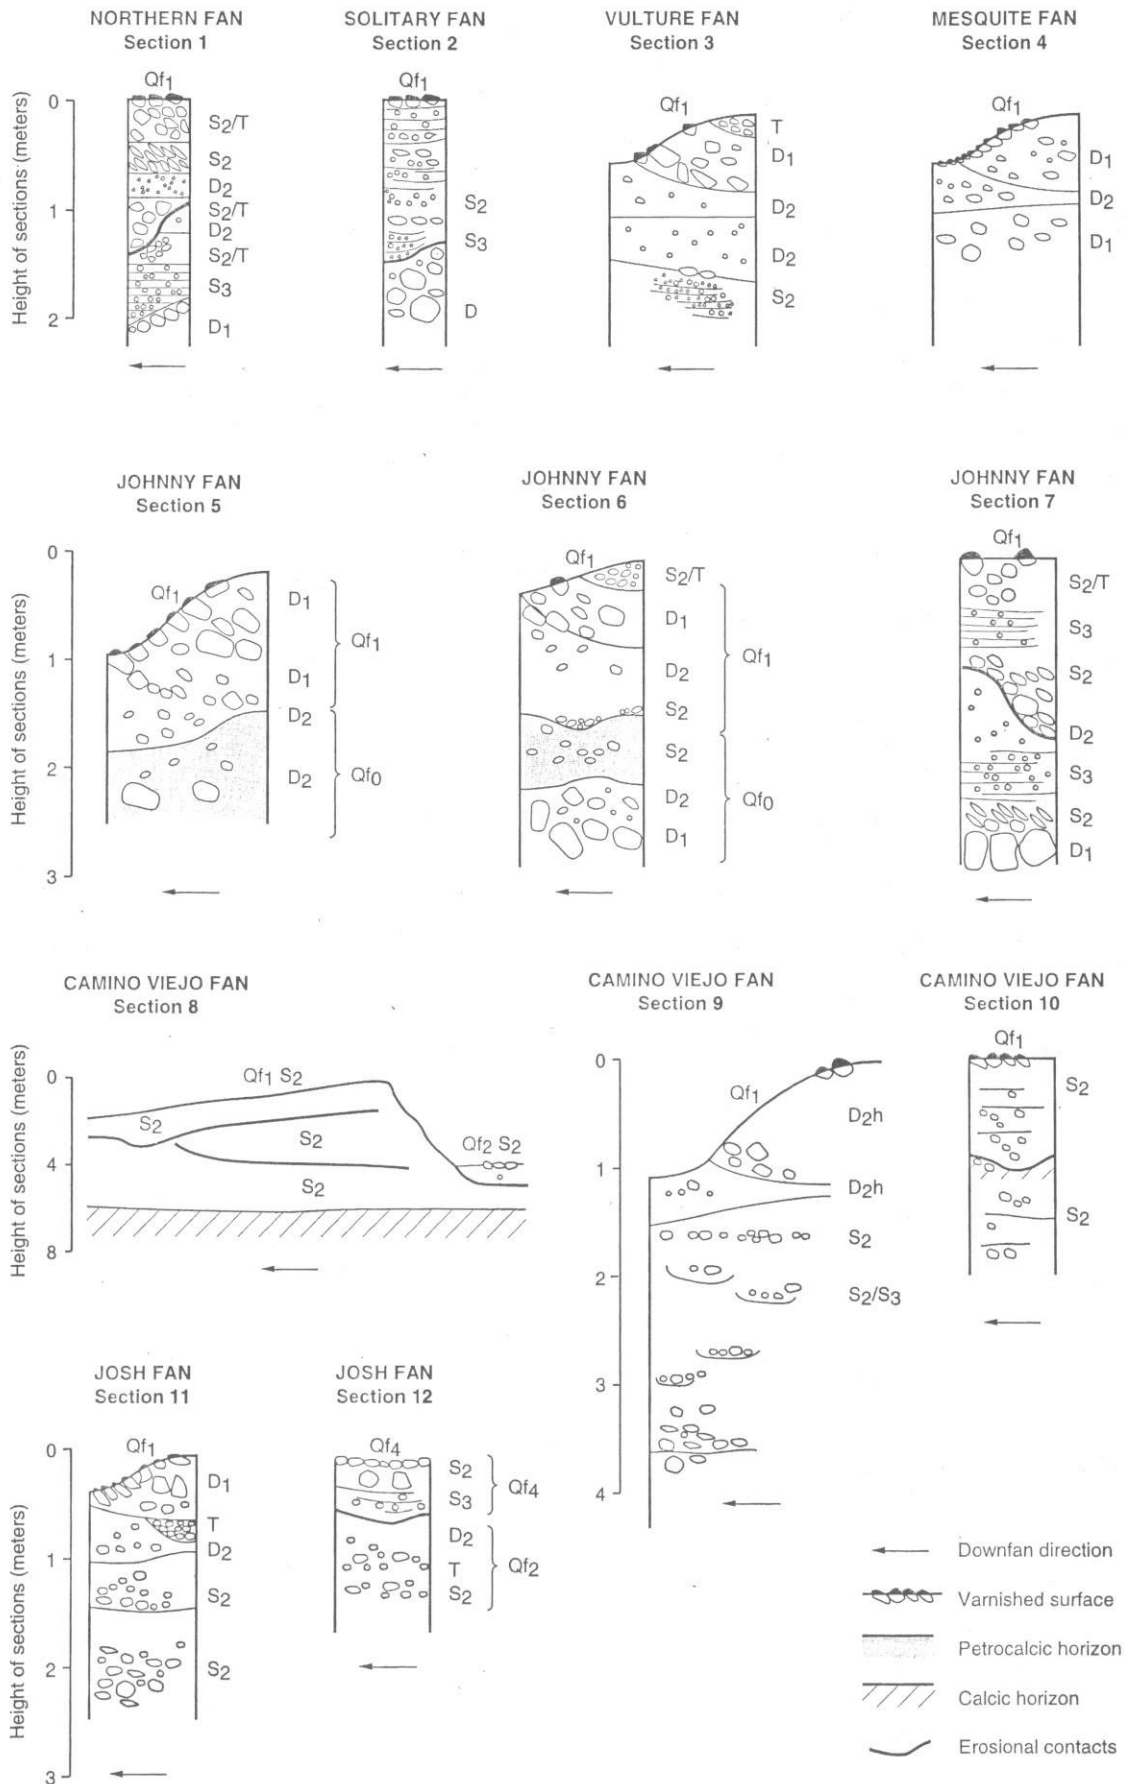 NORTHERN FAN
Section 1
SOLITARY FAN
Section 2
VULTURE FAN
Section 3
MESQUITE FAN
Section 4
Height of sections (meters)
0
1
2
Qf1
S2/T
S2
D2
S2/T
D2
S2/T
S3
D1
Qf1
S2
S3
D
Qf1
T
D1
D2
D2
S2
Qf1
D1
D2
D1
JOHNNY FAN
Section 5
JOHNNY FAN
Section 6
JOHNNY FAN
Section 7
Height of sections (meters)
0
1
2
3
Qf1
D1
D1
D2
D2
Qf1
Qf0
Qf1
S2/T
D1
D2
S2
S2
D2
D1
Qf1
Qf0
Qf1
S2/T
S3
S2
D2
S3
S2
D1
CAMINO VIEJO FAN
Section 8
CAMINO VIEJO FAN
Section 9
CAMINO VIEJO FAN
Section 10
Height of sections (meters)
0
4
8
Qf1 S2
S2
S2
S2
Qf2 S2
0
1
2
3
4
Qf1
D2h
D2h
S2
S2/S3
Qf1
S2
S2
JOSH FAN
Section 11
JOSH FAN
Section 12
Height of sections (meters)
0
1
2
3
Qf1
D1
T
D2
S2
S2
Qf4
S2
S3
D2
T
S2
Qf4
Qf2
Downfan direction
Varnished surface
Petrocalcic horizon
Calcic horizon
Erosional contacts